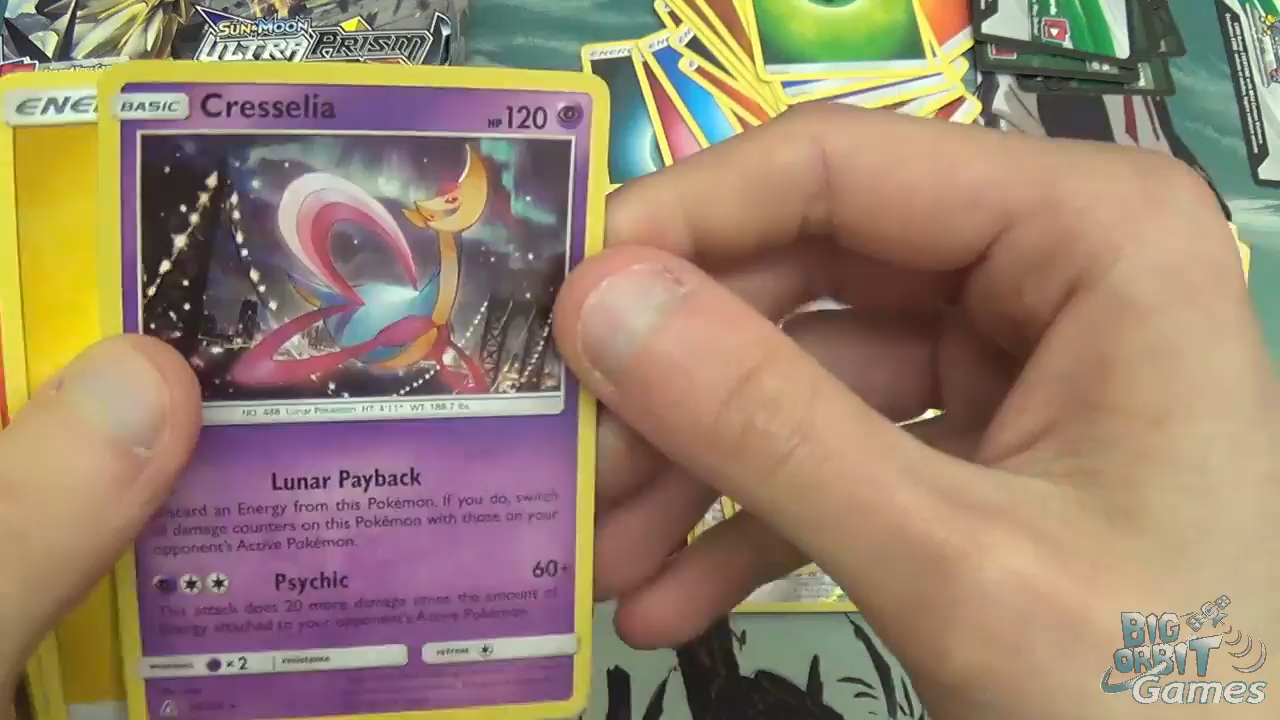 SUN & MOON
ULTRA PRISM
ENE
BASIC Cresselia HP 120
NO. 488 Lunar Pokémon HT: 4'11" WT: 188.7 lbs.
Lunar Payback
an Energy from this Pokémon. If you do, switch
damage counters on this Pokémon with those on your
opponent's Active Pokémon.
Psychic 60+
This attack does 20 more damage times the amount of
Energy attached to your opponent's Active Pokémon.
weakness ×2 resistance retreat
BIG
ORBIT
Games